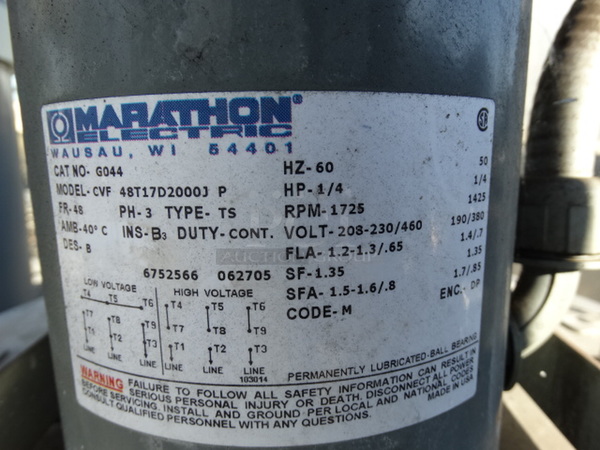 MARATHON®
ELECTRIC
WAUSAU, WI 54401
CAT NO- G044
MODEL- CVF 48T17D2000J P
FR-48 PH-3 TYPE- TS
AMB-40°C INS-B3 DUTY-CONT.
DES- B
6752566 062705
HZ-60 50
HP-1/4 1/4
RPM-1725 1425
VOLT-208-230/460 190/380
FLA-1.2-1.3/.65 1.4/.7
SF-1.35 1.35
SFA-1.5-1.6/.8 1.7/.85
CODE-M ENC. DP
LOW VOLTAGE HIGH VOLTAGE
T4 T5 T6 T4 T5 T6
T7 T8 T9 T7 T8 T9
T1 T2 T3 T1 T2 T3
LINE LINE LINE LINE LINE LINE
103014
PERMANENTLY LUBRICATED-BALL BEARING
WARNING FAILURE TO FOLLOW ALL SAFETY INFORMATION CAN RESULT IN
SERIOUS PERSONAL INJURY OR DEATH. DISCONNECT ALL POWER
BEFORE SERVICING. INSTALL AND GROUND PER LOCAL AND NATIONAL CODES
CONSULT QUALIFIED PERSONNEL WITH ANY QUESTIONS. MADE IN USA